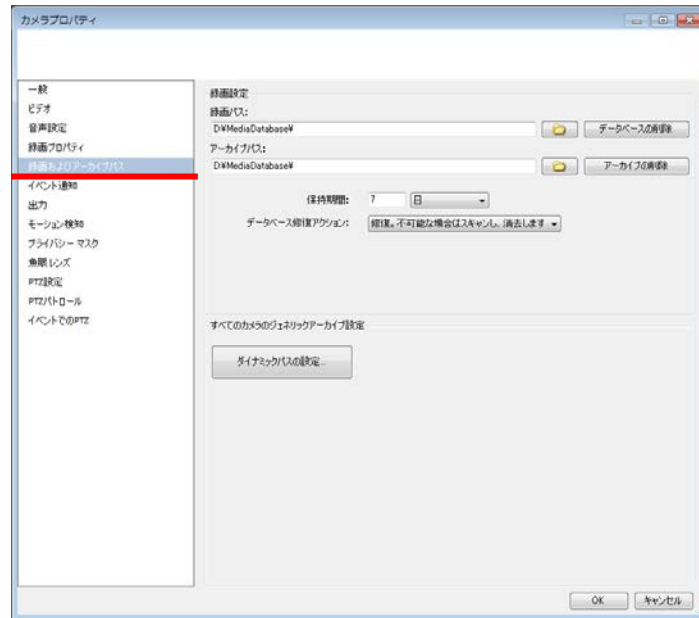 カメラプロパティ
一般
ビデオ
音声設定
録画プロパティ
録画およびアーカイブパス
イベント通知
出力
モーション検知
プライバシー マスク
魚眼レンズ
PTZ設定
PTZパトロール
イベントでのPTZ
録画設定
録画パス:
D¥MediaDatabase¥
データベースの削除
アーカイブパス:
D¥MediaDatabase¥
アーカイブの削除
保持期間: 7 日
データベース修復アクション: 修復。不可能な場合はスキャンし、消去します
すべてのカメラのジェネリックアーカイブ設定
ダイナミックパスの設定...
OK キャンセル